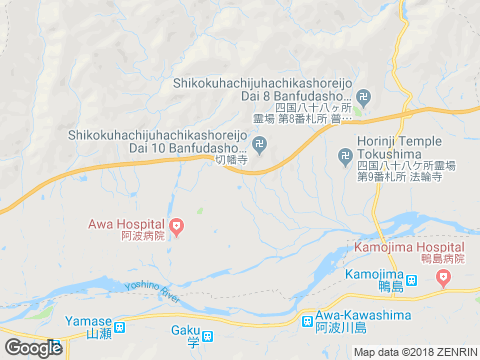 Shikokuhachijuhachikashoreijo
Dai 8 Banfudasho...
四国八十八ヶ所
霊場 第8番札所 普...
Shikokuhachijuhachikashoreijo
Dai 10 Banfudasho...
切幡寺
Horinji Temple
Tokushima
四国八十八ケ所霊場
第9番札所 法輪寺
Awa Hospital
阿波病院
Kamojima Hospital
鴨島病院
Kamojima
鴨島
Yoshino River
Awa-Kawashima
阿波川島
Yamase
山瀬
Gaku
学
Google
Map data ©2018 ZENRIN